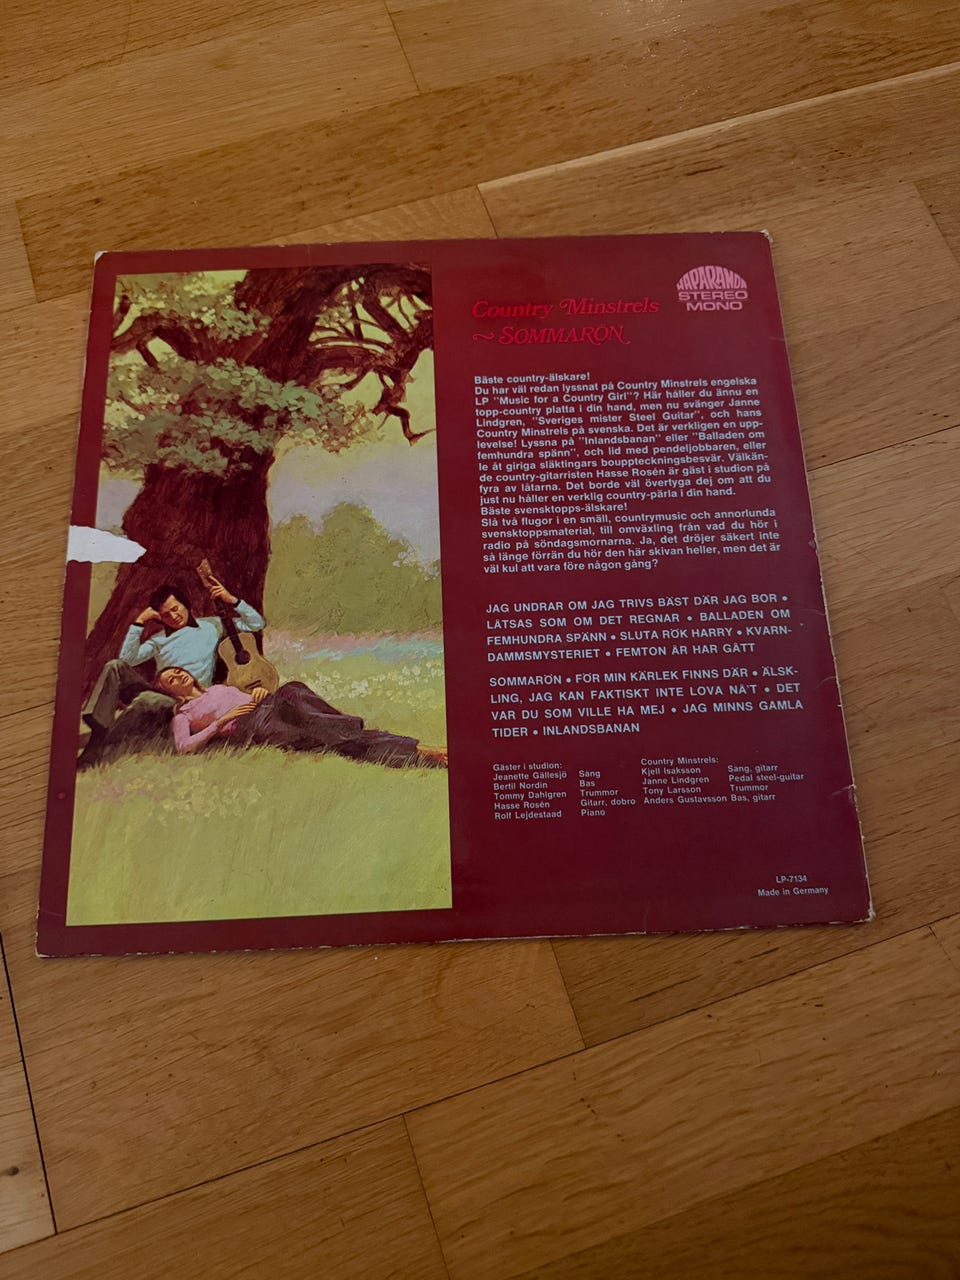 Country Minstrels
~ SOMMARÖN
HAPARANDA
STEREO
MONO
Bäste country-älskare!
Du har väl redan lyssnat på Country Minstrels engelska
LP "Music for a Country Girl"? Här håller du ännu en
topp-country platta i din hand, men nu svänger Janne
Lindgren, "Sveriges mister Steel Guitar", och hans
Country Minstrels på svenska. Det är verkligen en upp-
levelse! Lyssna på "Inlandsbanan" eller "Balladen om
femhundra spänn", och lid med pendeljobbaren, eller
le åt giriga släktingars bouppteckningsbesvär. Välkän-
de country-gitarristen Hasse Rosén är gäst i studion på
fyra av låtarna. Det borde väl övertyga dej om att du
just nu håller en verklig country-pärla i din hand.
Bäste svensktopps-älskare!
Slå två flugor i en smäll, countrymusic och annorlunda
svensktoppsmaterial, till omväxling från vad du hör i
radio på söndagsmornarna. Ja, det dröjer säkert inte
så länge förrän du hör den här skivan heller, men det är
väl kul att vara före någon gång?
JAG UNDRAR OM JAG TRIVS BÄST DÄR JAG BOR •
LÅTSAS SOM OM DET REGNAR • BALLADEN OM
FEMHUNDRA SPÄNN • SLUTA RÖK HARRY • KVARN-
DAMMSMYSTERIET • FEMTON ÅR HAR GÅTT
SOMMARÖN • FÖR MIN KÄRLEK FINNS DÄR • ÄLSK-
LING, JAG KAN FAKTISKT INTE LOVA NÅ'T • DET
VAR DU SOM VILLE HA MEJ • JAG MINNS GAMLA
TIDER • INLANDSBANAN
Gäster i studion:
Jeanette Gällesjö Sång
Bertil Nordin Bas
Tommy Dahlgren Trummor
Hasse Rosén Gitarr, dobro
Rolf Lejdestaad Piano
Country Minstrels:
Kjell Isaksson Sång, gitarr
Janne Lindgren Pedal steel-guitar
Tony Larsson Trummor
Anders Gustavsson Bas, gitarr
LP-7134
Made in Germany